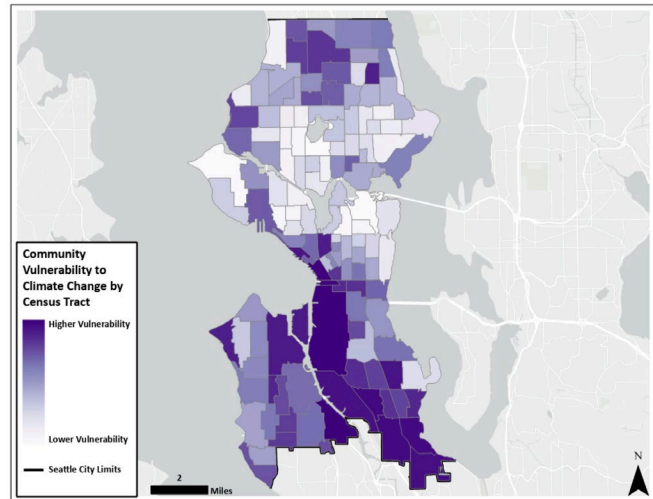 Community
Vulnerability to
Climate Change by
Census Tract
Higher Vulnerability
Lower Vulnerability
Seattle City Limits
2
Miles
N